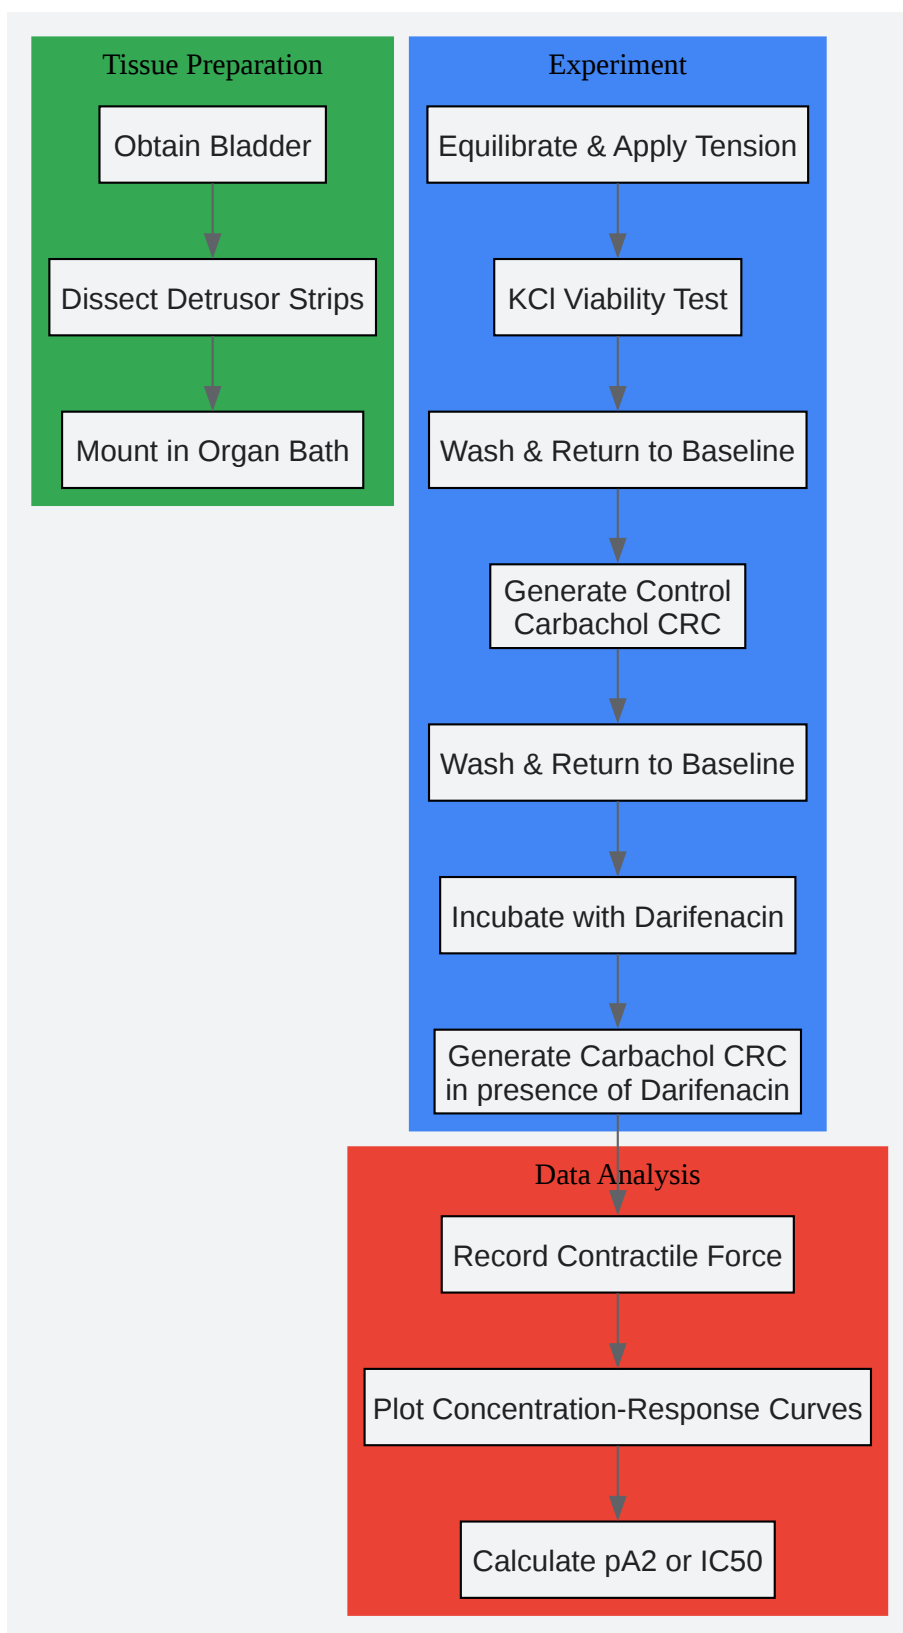 Tissue Preparation
Obtain Bladder
Dissect Detrusor Strips
Mount in Organ Bath
Experiment
Equilibrate & Apply Tension
KCl Viability Test
Wash & Return to Baseline
Generate Control
Carbachol CRC
Wash & Return to Baseline
Incubate with Darifenacin
Generate Carbachol CRC
in presence of Darifenacin
Data Analysis
Record Contractile Force
Plot Concentration-Response Curves
Calculate pA2 or IC50